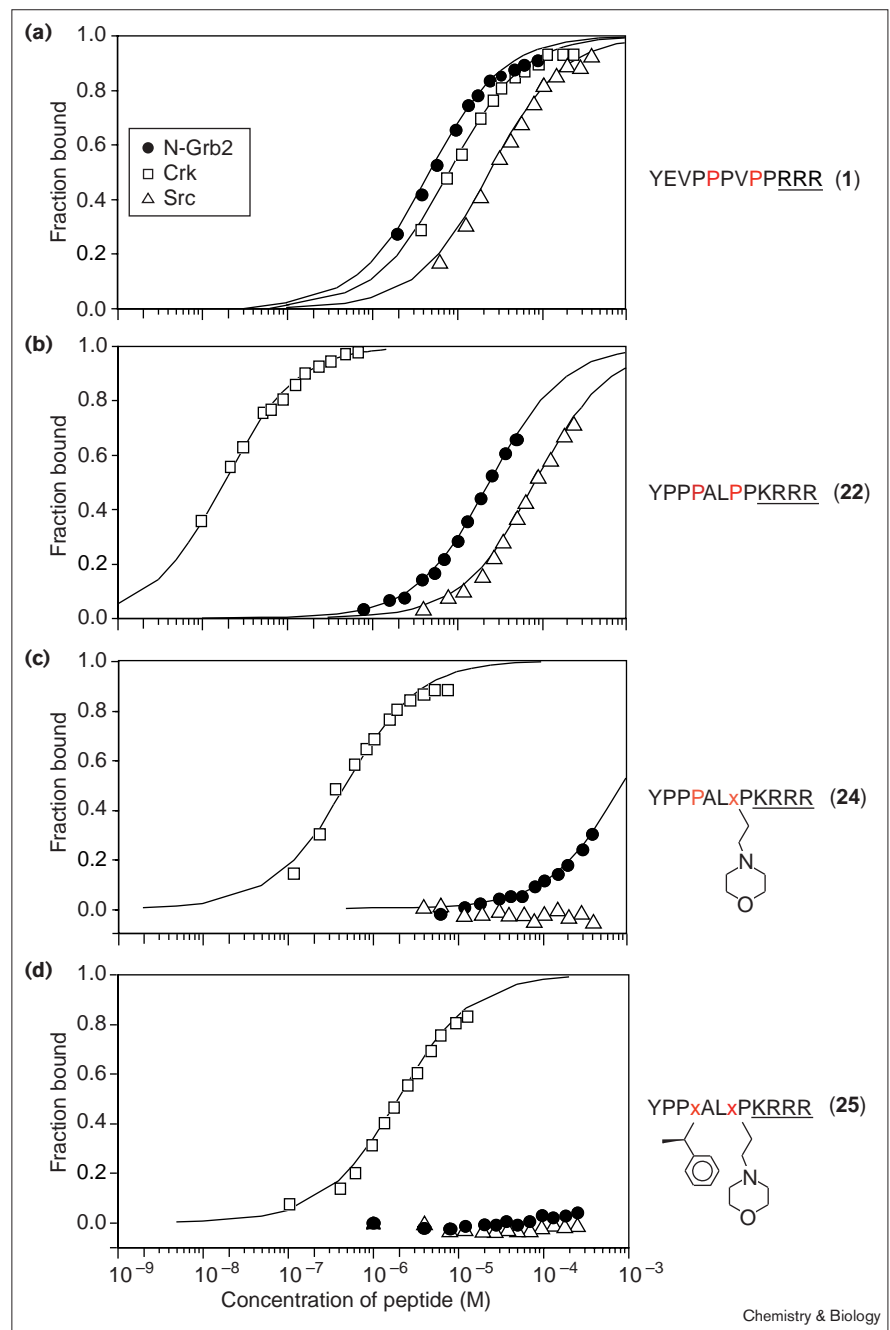 (a)
1.0
0.8
0.6
0.4
0.2
0.0
Fraction bound
N-Grb2
Crk
Src
YEVPPPVPPRRR (1)
(b)
1.0
0.8
0.6
0.4
0.2
0.0
Fraction bound
YPPPALPPKRRR (22)
(c)
1.0
0.8
0.6
0.4
0.2
0.0
Fraction bound
YPPPALxPKRRR (24)
N
O
(d)
1.0
0.8
0.6
0.4
0.2
0.0
Fraction bound
YPPxALxPKRRR (25)
N
O
10⁻⁹ 10⁻⁸ 10⁻⁷ 10⁻⁶ 10⁻⁵ 10⁻⁴ 10⁻³
Concentration of peptide (M)
Chemistry & Biology